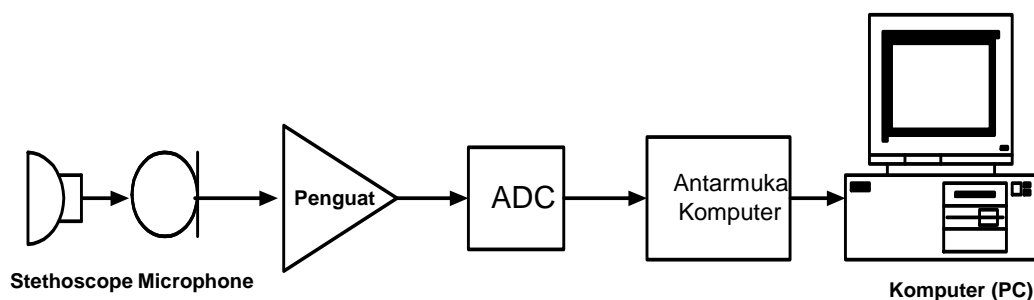 Stethoscope Microphone
Penguat
ADC
Antarmuka
Komputer
Komputer (PC)